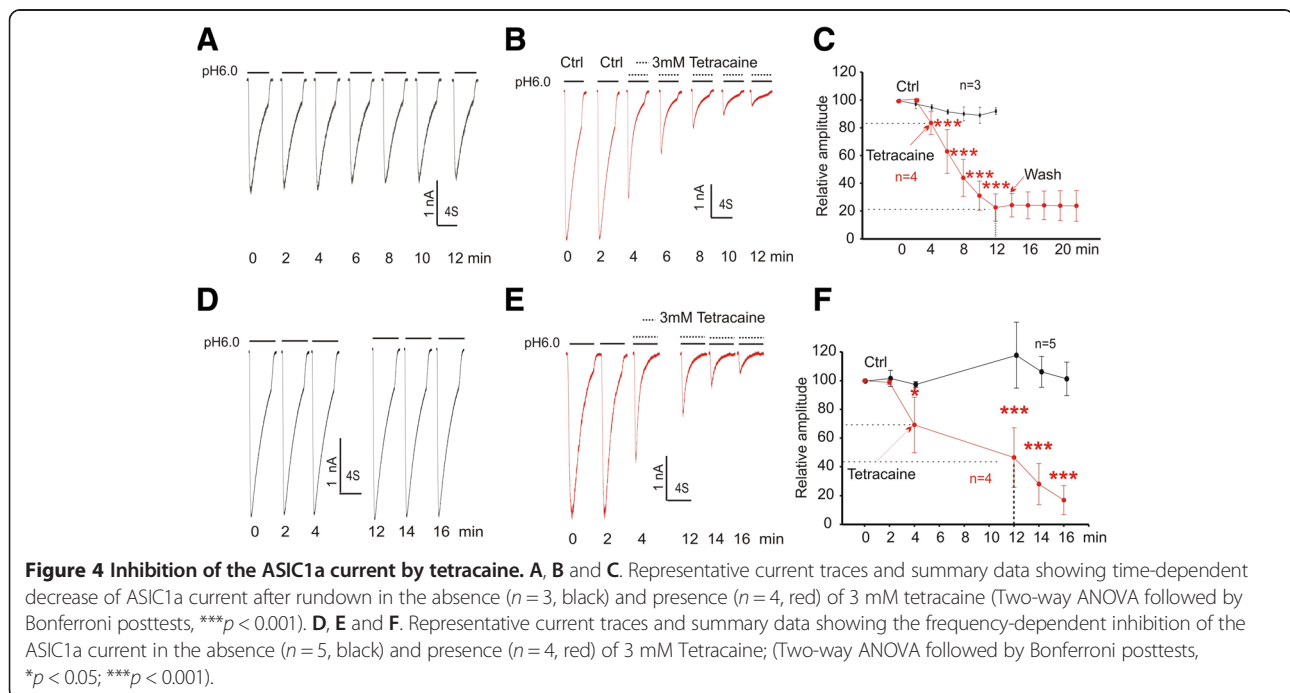 A
pH6.0
1 nA
4S
0 2 4 6 8 10 12 min
B
Ctrl Ctrl 3mM Tetracaine
pH6.0
1 nA
4S
0 2 4 6 8 10 12 min
C
Relative amplitude
120
100
80
60
40
20
0
Ctrl
n=3
***
Tetracaine
***
n=4
***
***
Wash
0 4 8 12 16 20 min
D
pH6.0
1 nA
4S
0 2 4 12 14 16 min
E
3mM Tetracaine
pH6.0
1 nA
4S
0 2 4 12 14 16 min
F
Relative amplitude
120
100
80
60
40
20
0
Ctrl
n=5
*
***
Tetracaine
***
n=4
***
0 2 4 6 8 10 12 14 16 min
Figure 4 Inhibition of the ASIC1a current by tetracaine. A, B and C. Representative current traces and summary data showing time-dependent
decrease of ASIC1a current after rundown in the absence (n = 3, black) and presence (n = 4, red) of 3 mM tetracaine (Two-way ANOVA followed by
Bonferroni posttests, ***p < 0.001). D, E and F. Representative current traces and summary data showing the frequency-dependent inhibition of the
ASIC1a current in the absence (n = 5, black) and presence (n = 4, red) of 3 mM Tetracaine; (Two-way ANOVA followed by Bonferroni posttests,
*p < 0.05; ***p < 0.001).